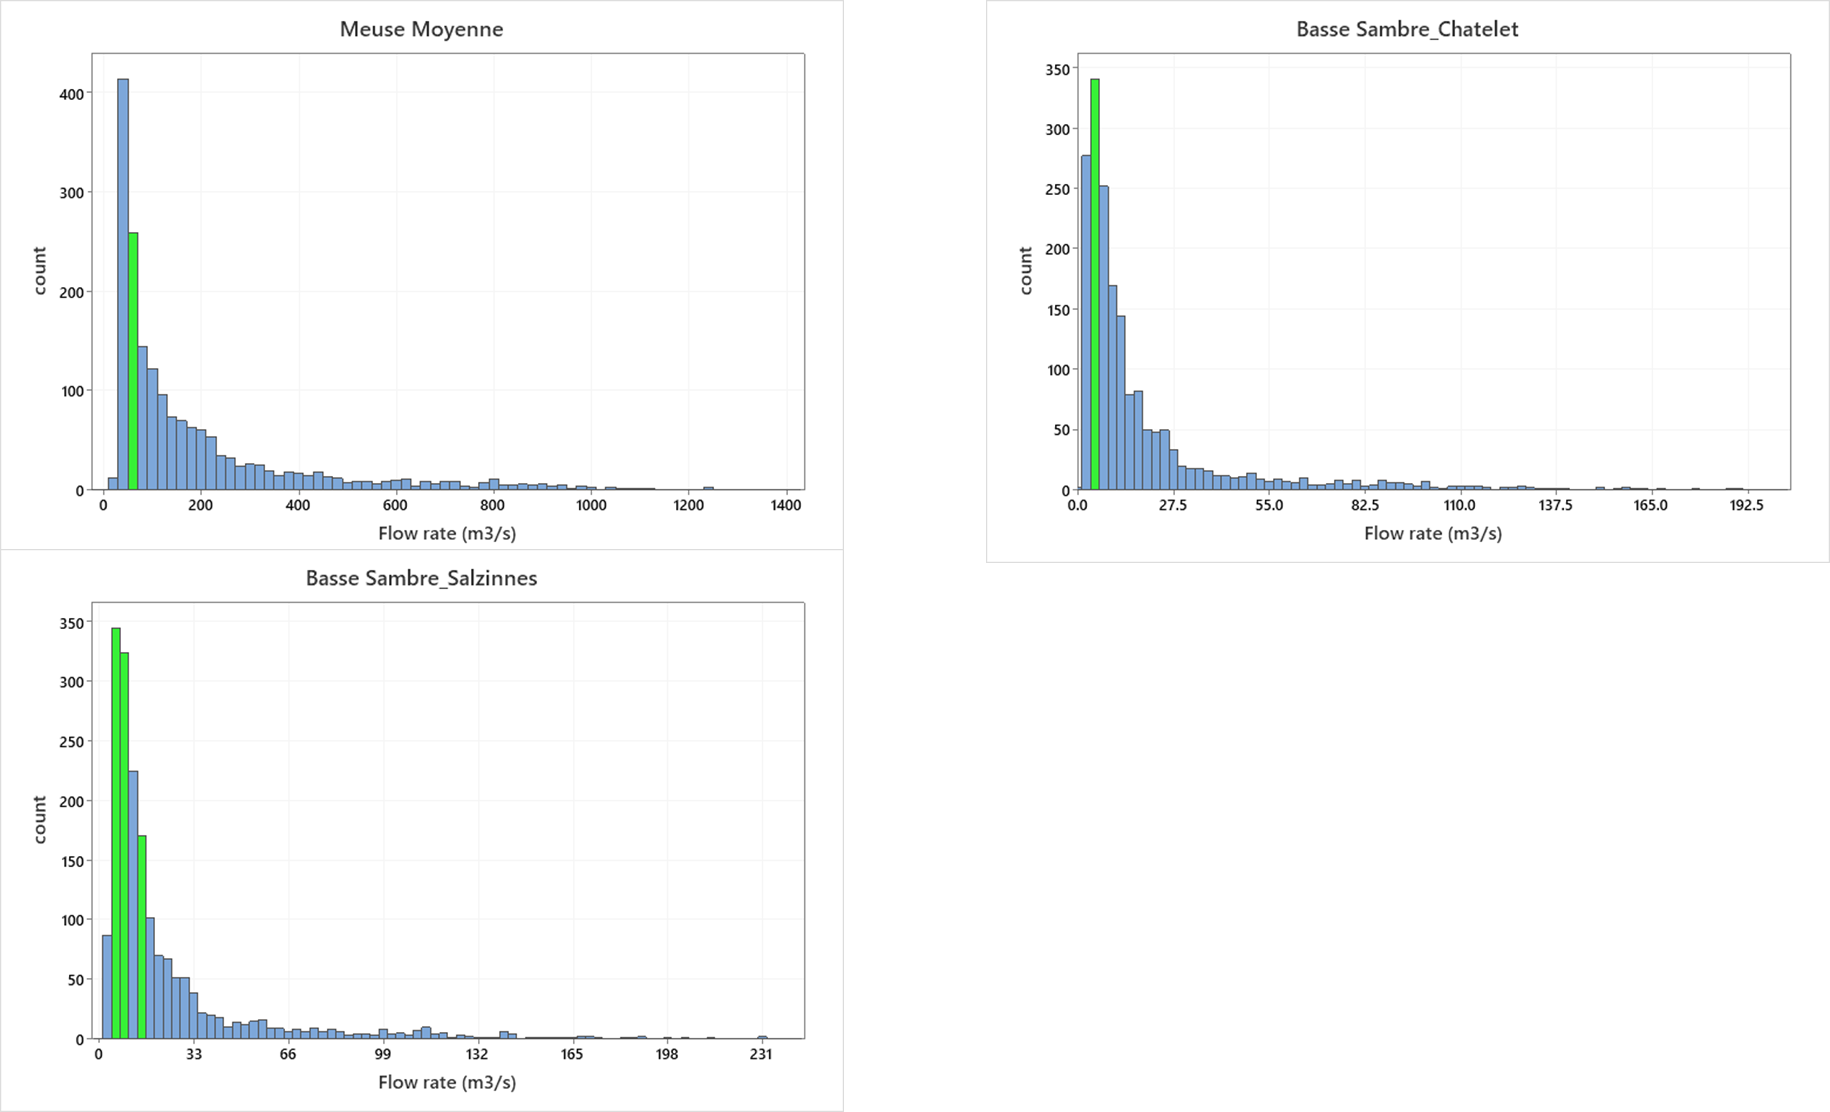 Meuse Moyenne
400
300
200
100
0
count
0 200 400 600 800 1000 1200 1400
Flow rate (m3/s)
Basse Sambre_Chatelet
350
300
250
200
150
100
50
0
count
0.0 27.5 55.0 82.5 110.0 137.5 165.0 192.5
Flow rate (m3/s)
Basse Sambre_Salzinnes
350
300
250
200
150
100
50
0
count
0 33 66 99 132 165 198 231
Flow rate (m3/s)